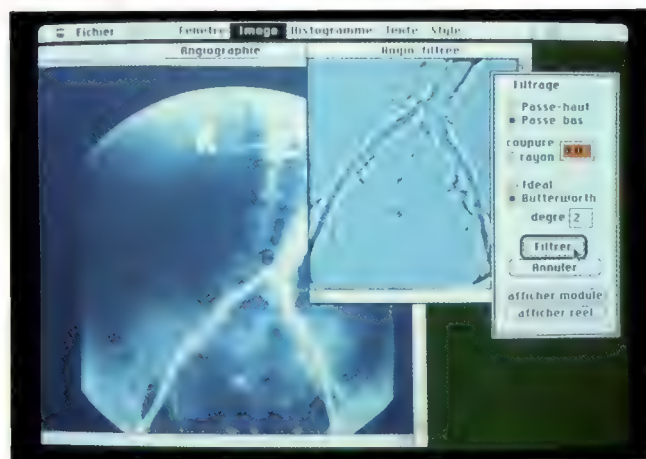 Fichier Fenetres Image Histogramme Texte Style
Angiographie
Angio filtree
Filtrage
Passe-haut
Passe bas
coupure
rayon
Ideal
Butterworth
degre 2
Filtrer
Annuler
afficher module
afficher reel